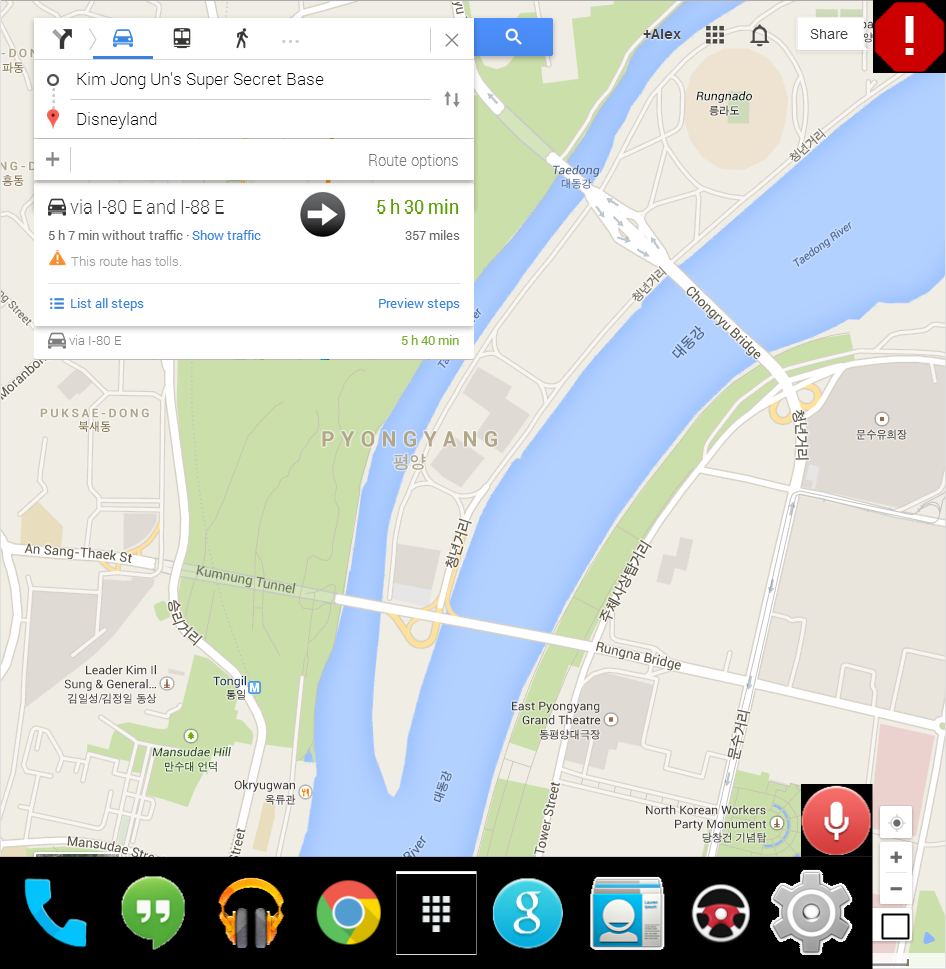 +Alex
Share
Kim Jong Un's Super Secret Base
Disneyland
Route options
via I-80 E and I-88 E
5 h 30 min
5 h 7 min without traffic · Show traffic
357 miles
This route has tolls.
List all steps
Preview steps
via I-80 E
5 h 40 min
파동
흥동
Rungnado
릉라도
청년거리
Taedong
대동강
Taedong River
청년거리
Chongryu Bridge
대동강
Moranbon
PUKSAE-DONG
북새동
PYONGYANG
평양
청년거리
문수유희장
An Sang-Thaek St
Kumnung Tunnel
청년거리
주체사상탑거리
승리거리
Rungna Bridge
Leader Kim Il
Sung & General...
김일성/김정일 동상
Tongil
통일
M
East Pyongyang
Grand Theatre
동평양대극장
문수거리
Mansudae Hill
만수대 언덕
Okryugwan
옥류관
대동강
North Korean Workers
Party Monument
당창건 기념탑
Tower Street
Mansudae Stre
River
g